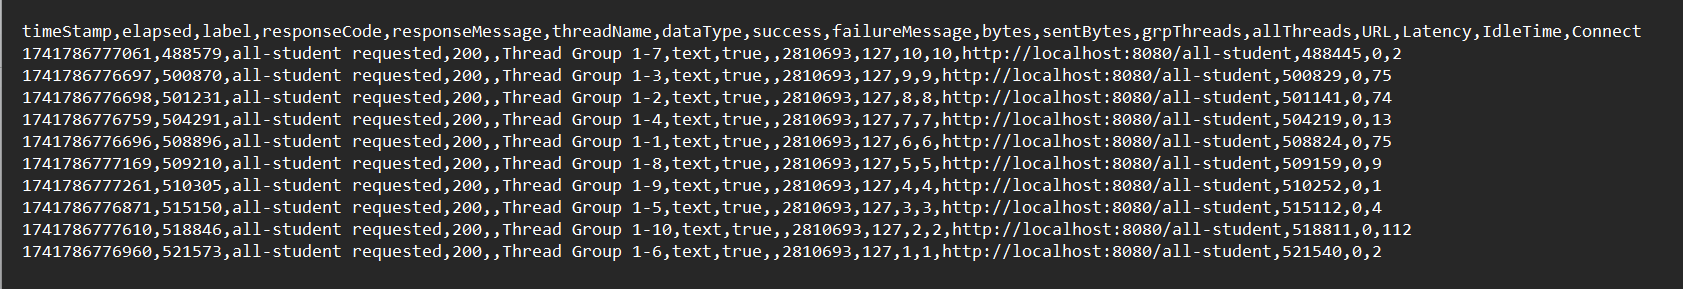 timeStamp,elapsed,label,responseCode,responseMessage,threadName,dataType,success,failureMessage,bytes,sentBytes,grpThreads,allThreads,URL,Latency,IdleTime,Connect
1741786777061,488579,all-student requested,200,,Thread Group 1-7,text,true,,2810693,127,10,10,http://localhost:8080/all-student,488445,0,2
1741786776697,500870,all-student requested,200,,Thread Group 1-3,text,true,,2810693,127,9,9,http://localhost:8080/all-student,500829,0,75
1741786776698,501231,all-student requested,200,,Thread Group 1-2,text,true,,2810693,127,8,8,http://localhost:8080/all-student,501141,0,74
1741786776759,504291,all-student requested,200,,Thread Group 1-4,text,true,,2810693,127,7,7,http://localhost:8080/all-student,504219,0,13
1741786776696,508896,all-student requested,200,,Thread Group 1-1,text,true,,2810693,127,6,6,http://localhost:8080/all-student,508824,0,75
1741786777169,509210,all-student requested,200,,Thread Group 1-8,text,true,,2810693,127,5,5,http://localhost:8080/all-student,509159,0,9
1741786777261,510305,all-student requested,200,,Thread Group 1-9,text,true,,2810693,127,4,4,http://localhost:8080/all-student,510252,0,1
1741786776871,515150,all-student requested,200,,Thread Group 1-5,text,true,,2810693,127,3,3,http://localhost:8080/all-student,515112,0,4
1741786777610,518846,all-student requested,200,,Thread Group 1-10,text,true,,2810693,127,2,2,http://localhost:8080/all-student,518811,0,112
1741786776960,521573,all-student requested,200,,Thread Group 1-6,text,true,,2810693,127,1,1,http://localhost:8080/all-student,521540,0,2